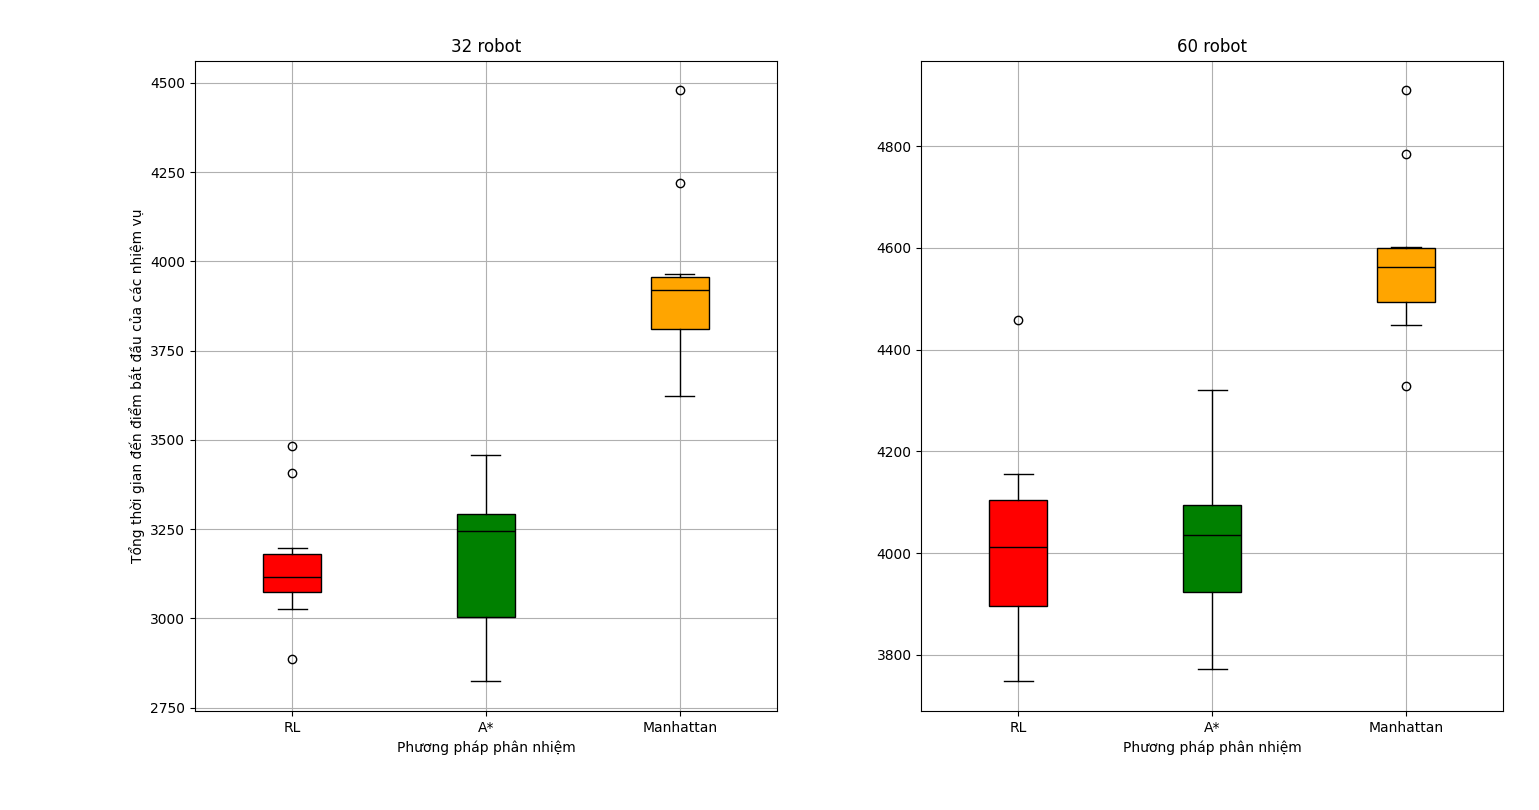 32 robot
Tổng thời gian đến điểm bắt đầu của các nhiệm vụ
4500
4250
4000
3750
3500
3250
3000
2750
RL
A*
Manhattan
Phương pháp phân nhiệm
60 robot
4800
4600
4400
4200
4000
3800
RL
A*
Manhattan
Phương pháp phân nhiệm